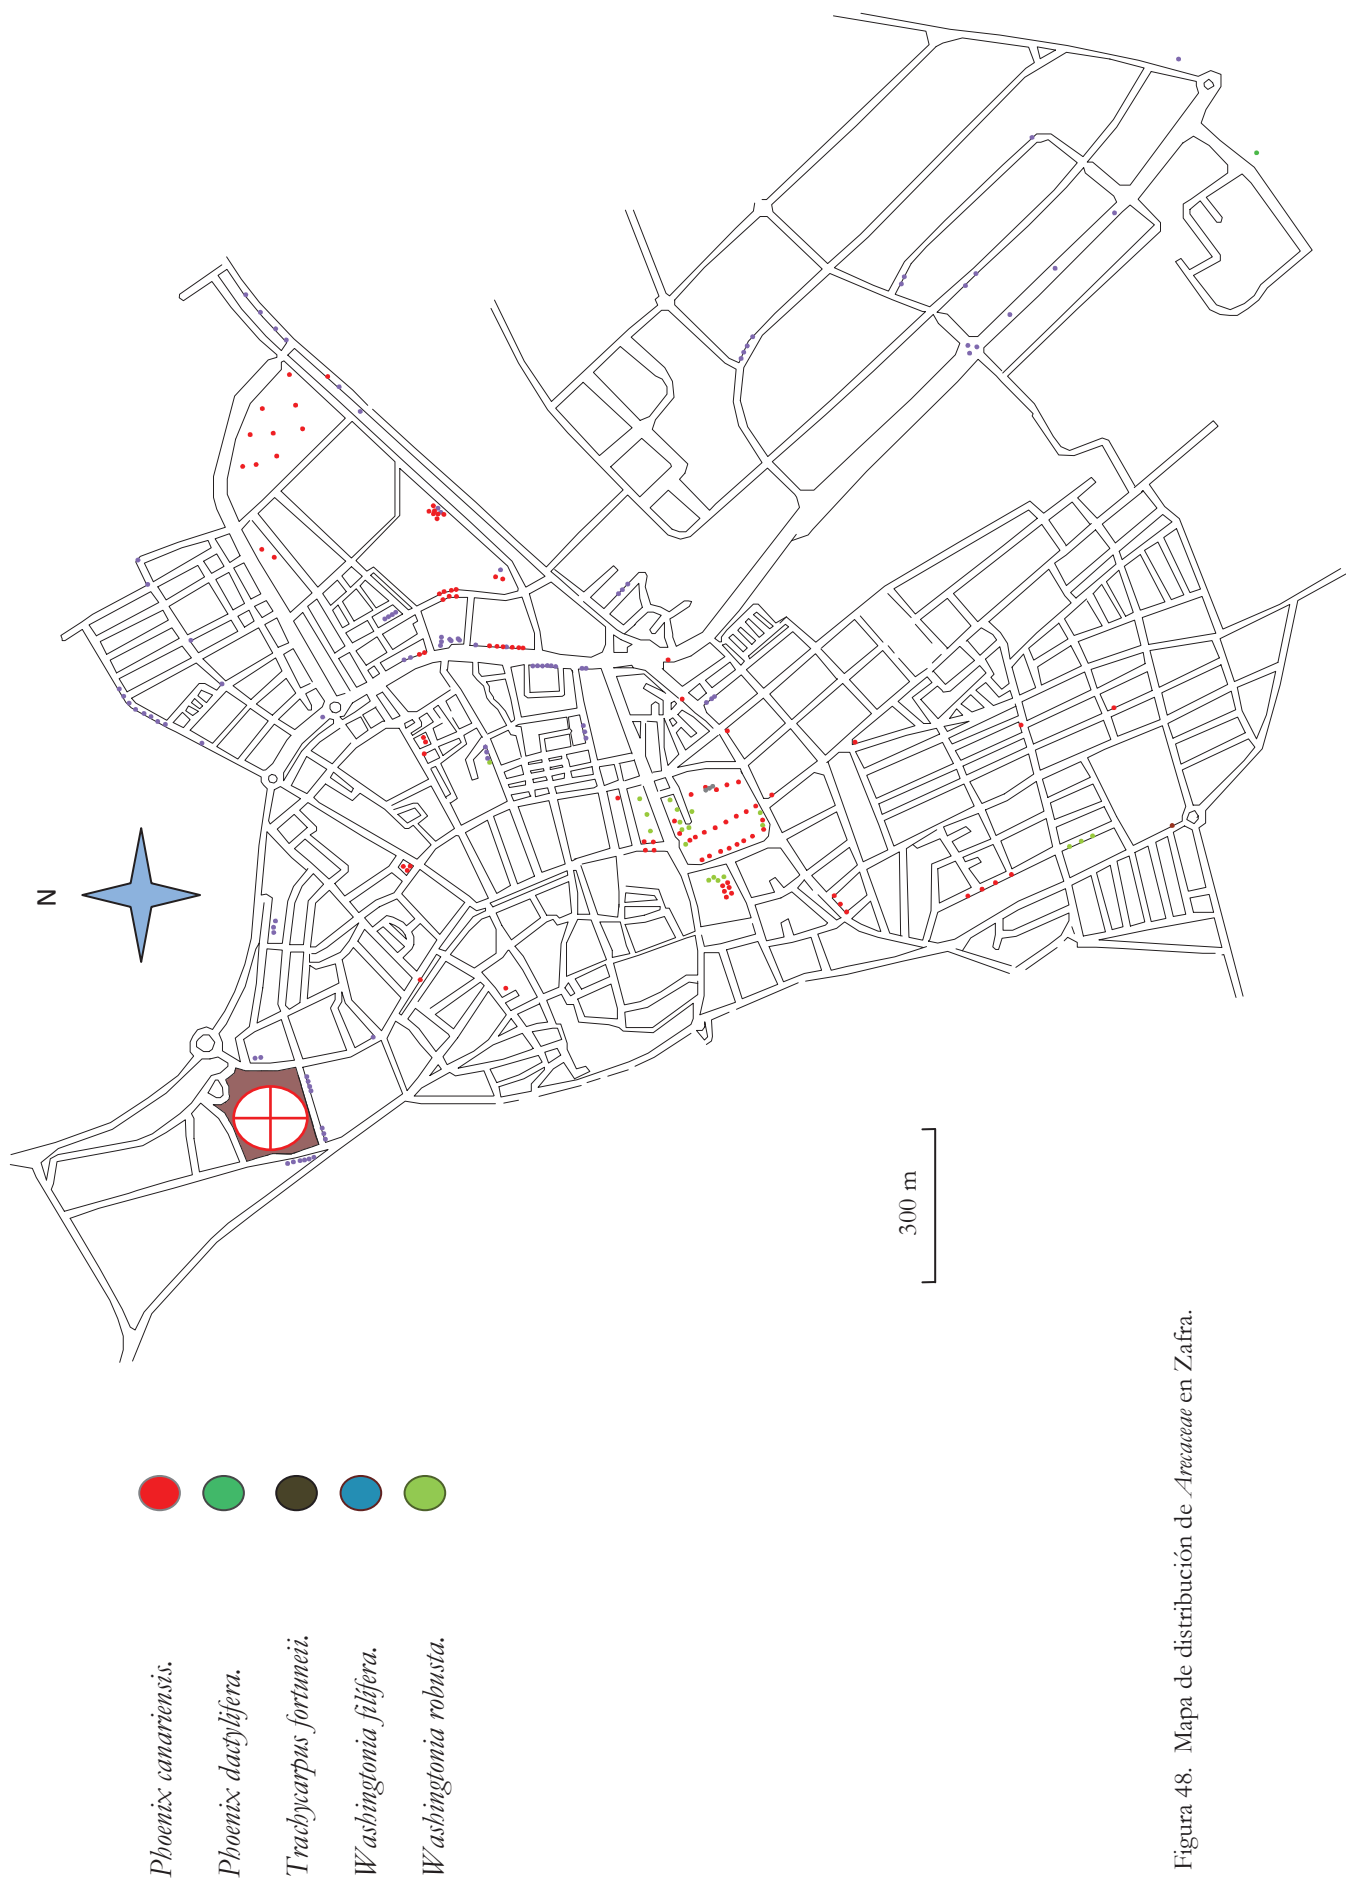 N
300 m
Phoenix canariensis.
Phoenix dactylifera.
Trachycarpus fortuneii.
Washingtonia filífera.
Washingtonia robusta.
Figura 48. Mapa de distribución de Arecaceae en Zafra.